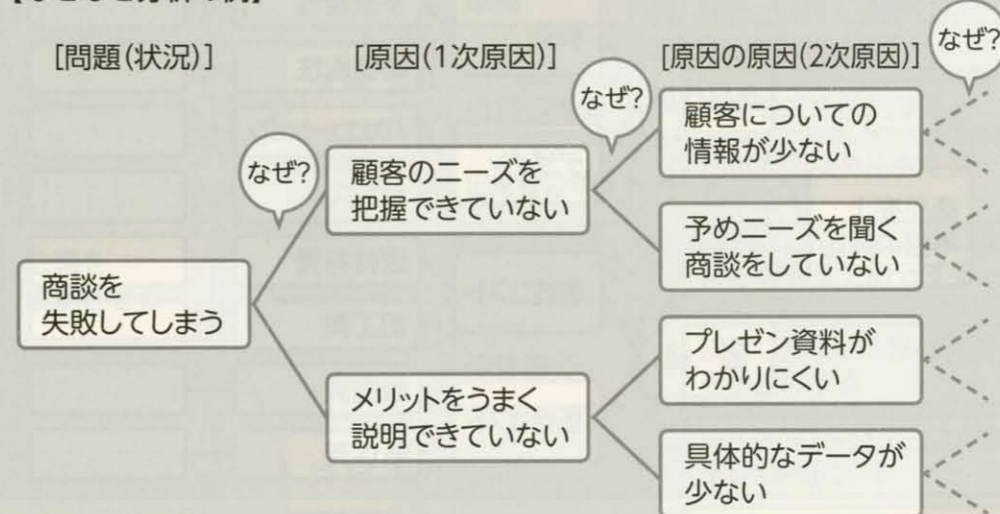 [問題(状況)]
[原因(1次原因)]
[原因の原因(2次原因)]
なぜ?
なぜ?
なぜ?
商談を
失敗してしまう
顧客のニーズを
把握できていない
メリットをうまく
説明できていない
顧客についての
情報が少ない
予めニーズを聞く
商談をしていない
プレゼン資料が
わかりにくい
具体的なデータが
少ない